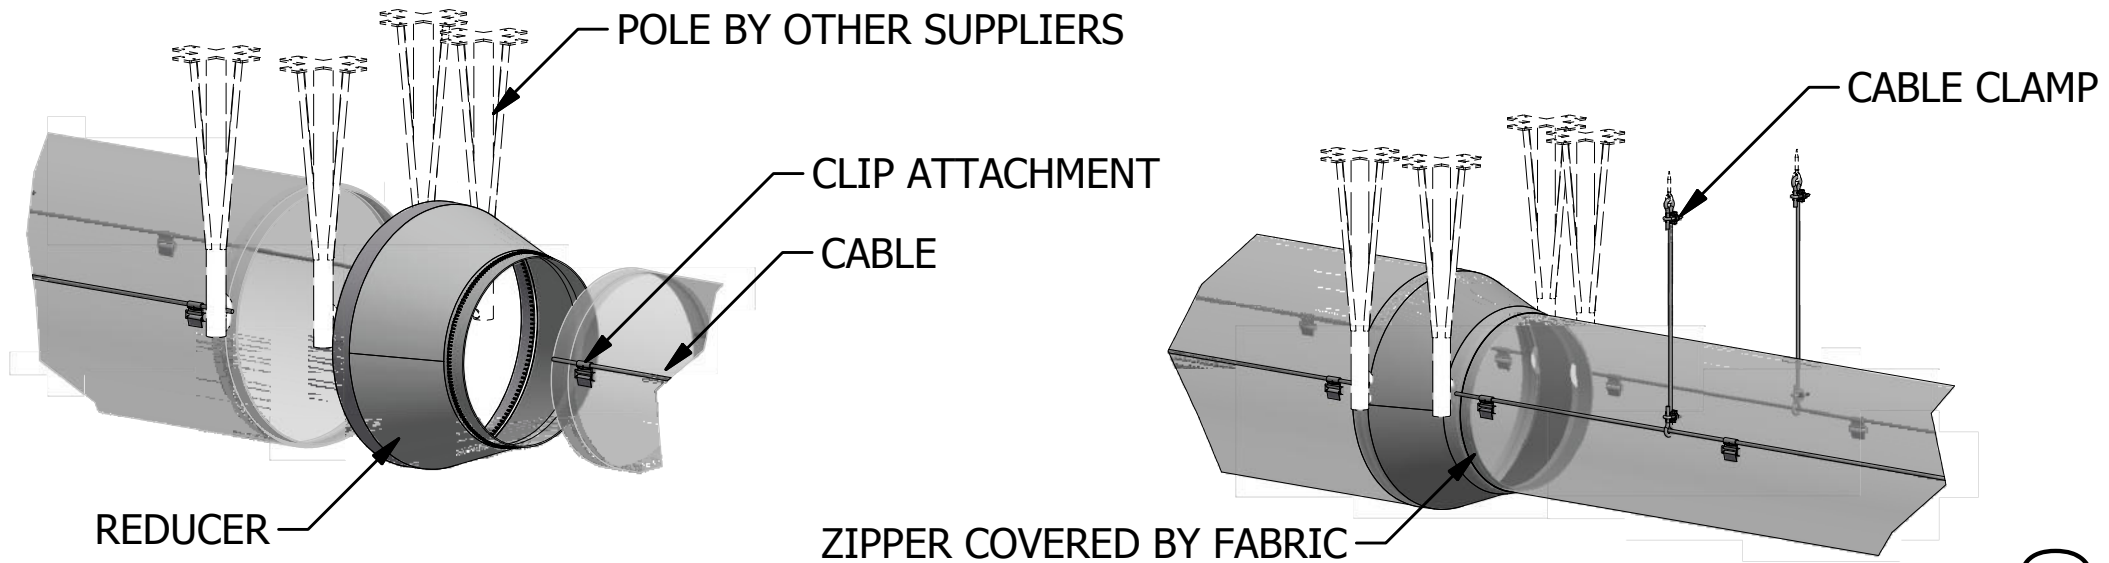 POLE BY OTHER SUPPLIERS
CABLE CLAMP
CLIP ATTACHMENT
CABLE
REDUCER
ZIPPER COVERED BY FABRIC